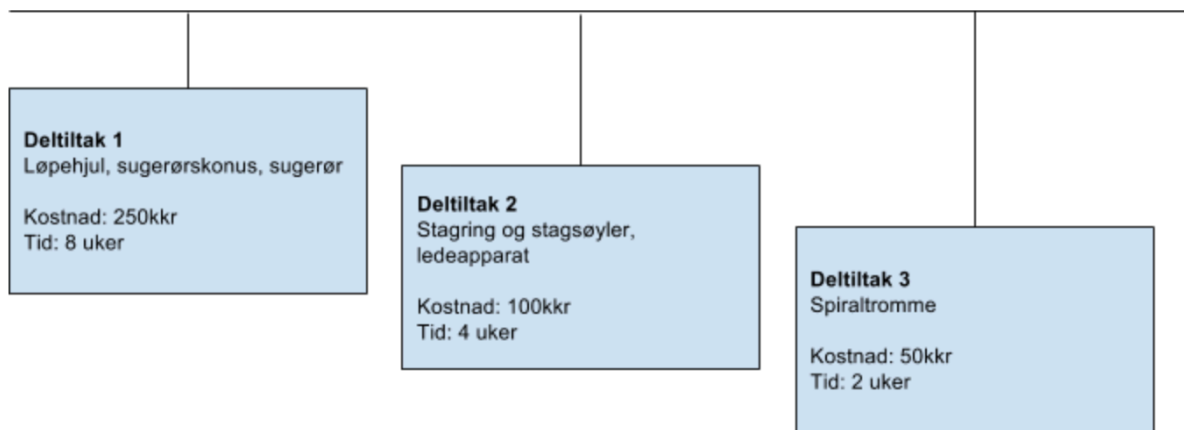 Deltiltak 1
Løpehjul, sugerørskonus, sugerør
Kostnad: 250kkr
Tid: 8 uker
Deltiltak 2
Stagring og stagsøyler,
ledeapparat
Kostnad: 100kkr
Tid: 4 uker
Deltiltak 3
Spiraltromme
Kostnad: 50kkr
Tid: 2 uker